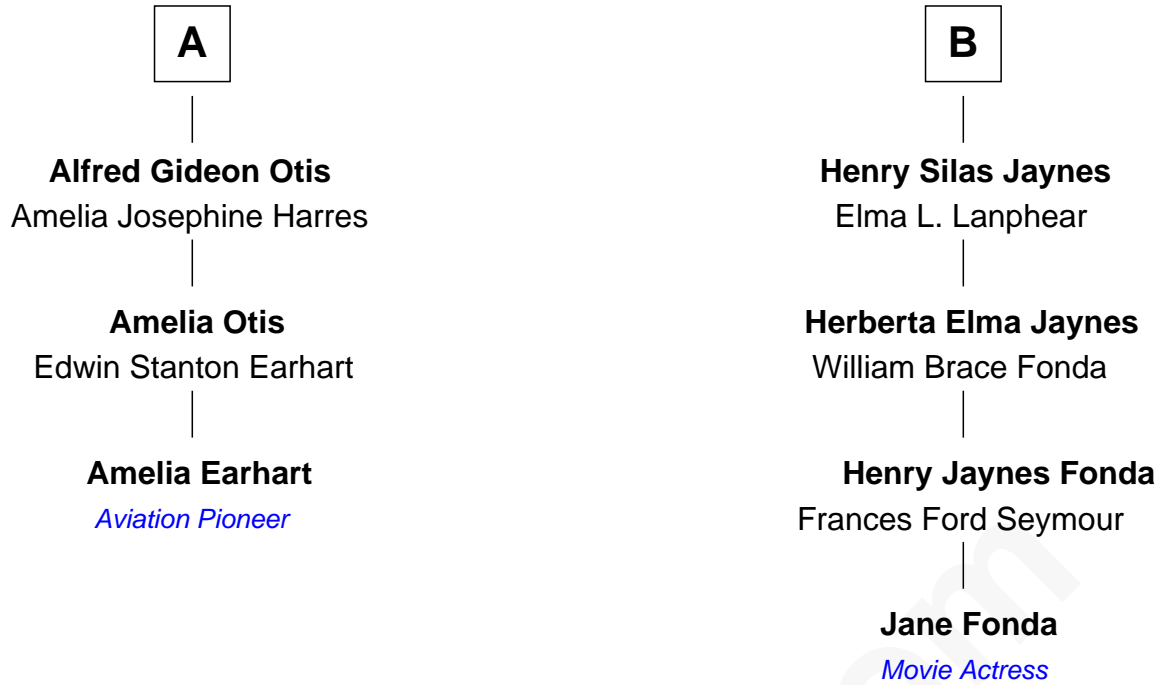 A
Alfred Gideon Otis
Amelia Josephine Harres
Amelia Otis
Edwin Stanton Earhart
Amelia Earhart
Aviation Pioneer
B
Henry Silas Jaynes
Elma L. Lanphear
Herberta Elma Jaynes
William Brace Fonda
Henry Jaynes Fonda
Frances Ford Seymour
Jane Fonda
Movie Actress